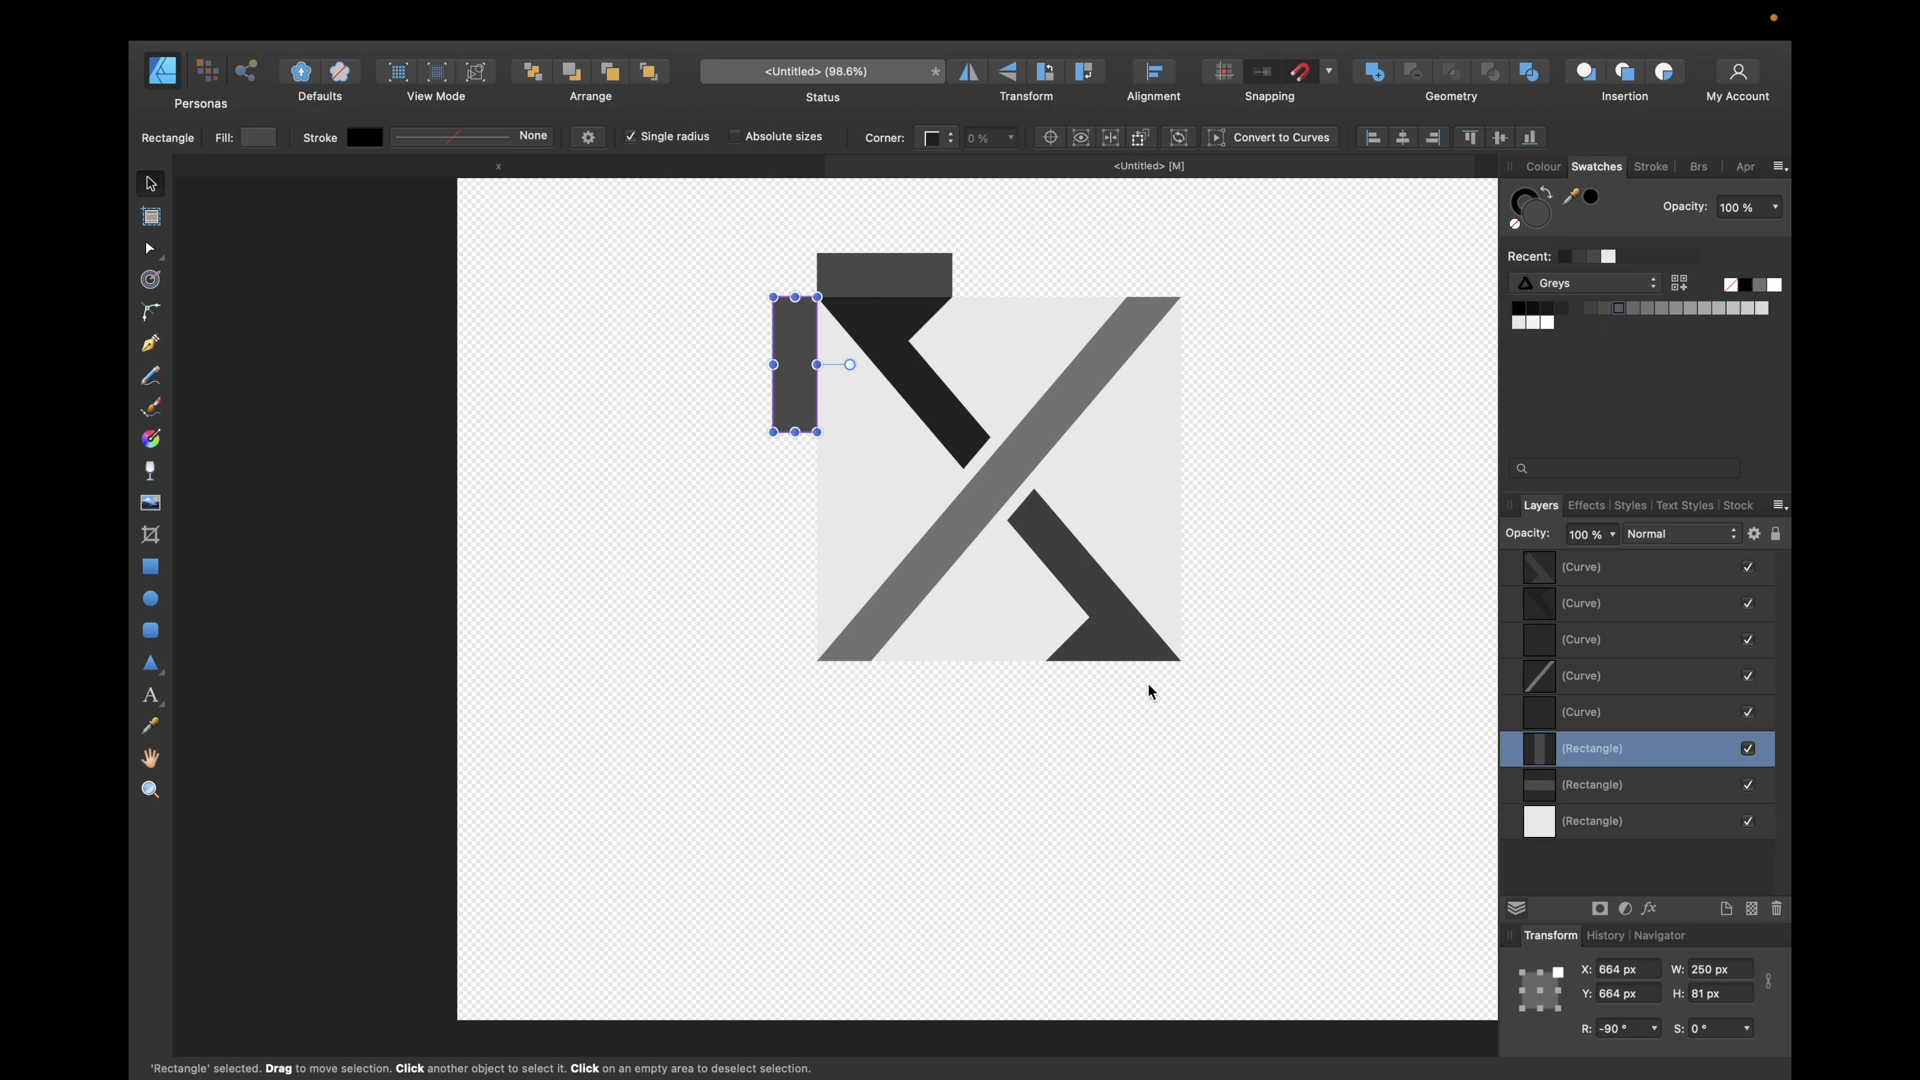 <Untitled> (98.6%) *
Personas
Defaults
View Mode
Arrange
Status
Transform
Alignment
Snapping
Geometry
Insertion
My Account
Rectangle
Fill:
Stroke
None
Single radius
Absolute sizes
Corner:
0 %
Convert to Curves
x
<Untitled> [M]
Colour
Swatches
Stroke
Brs
Apr
Opacity:
100 %
Recent:
Greys
Layers
Effects
Styles
Text Styles
Stock
Opacity:
100 %
Normal
(Curve)
(Curve)
(Curve)
(Curve)
(Curve)
(Rectangle)
(Rectangle)
(Rectangle)
fx
Transform
History
Navigator
X: 664 px
W: 250 px
Y: 664 px
H: 81 px
R: -90 °
S: 0 °
'Rectangle' selected. Drag to move selection. Click another object to select it. Click on an empty area to deselect selection.